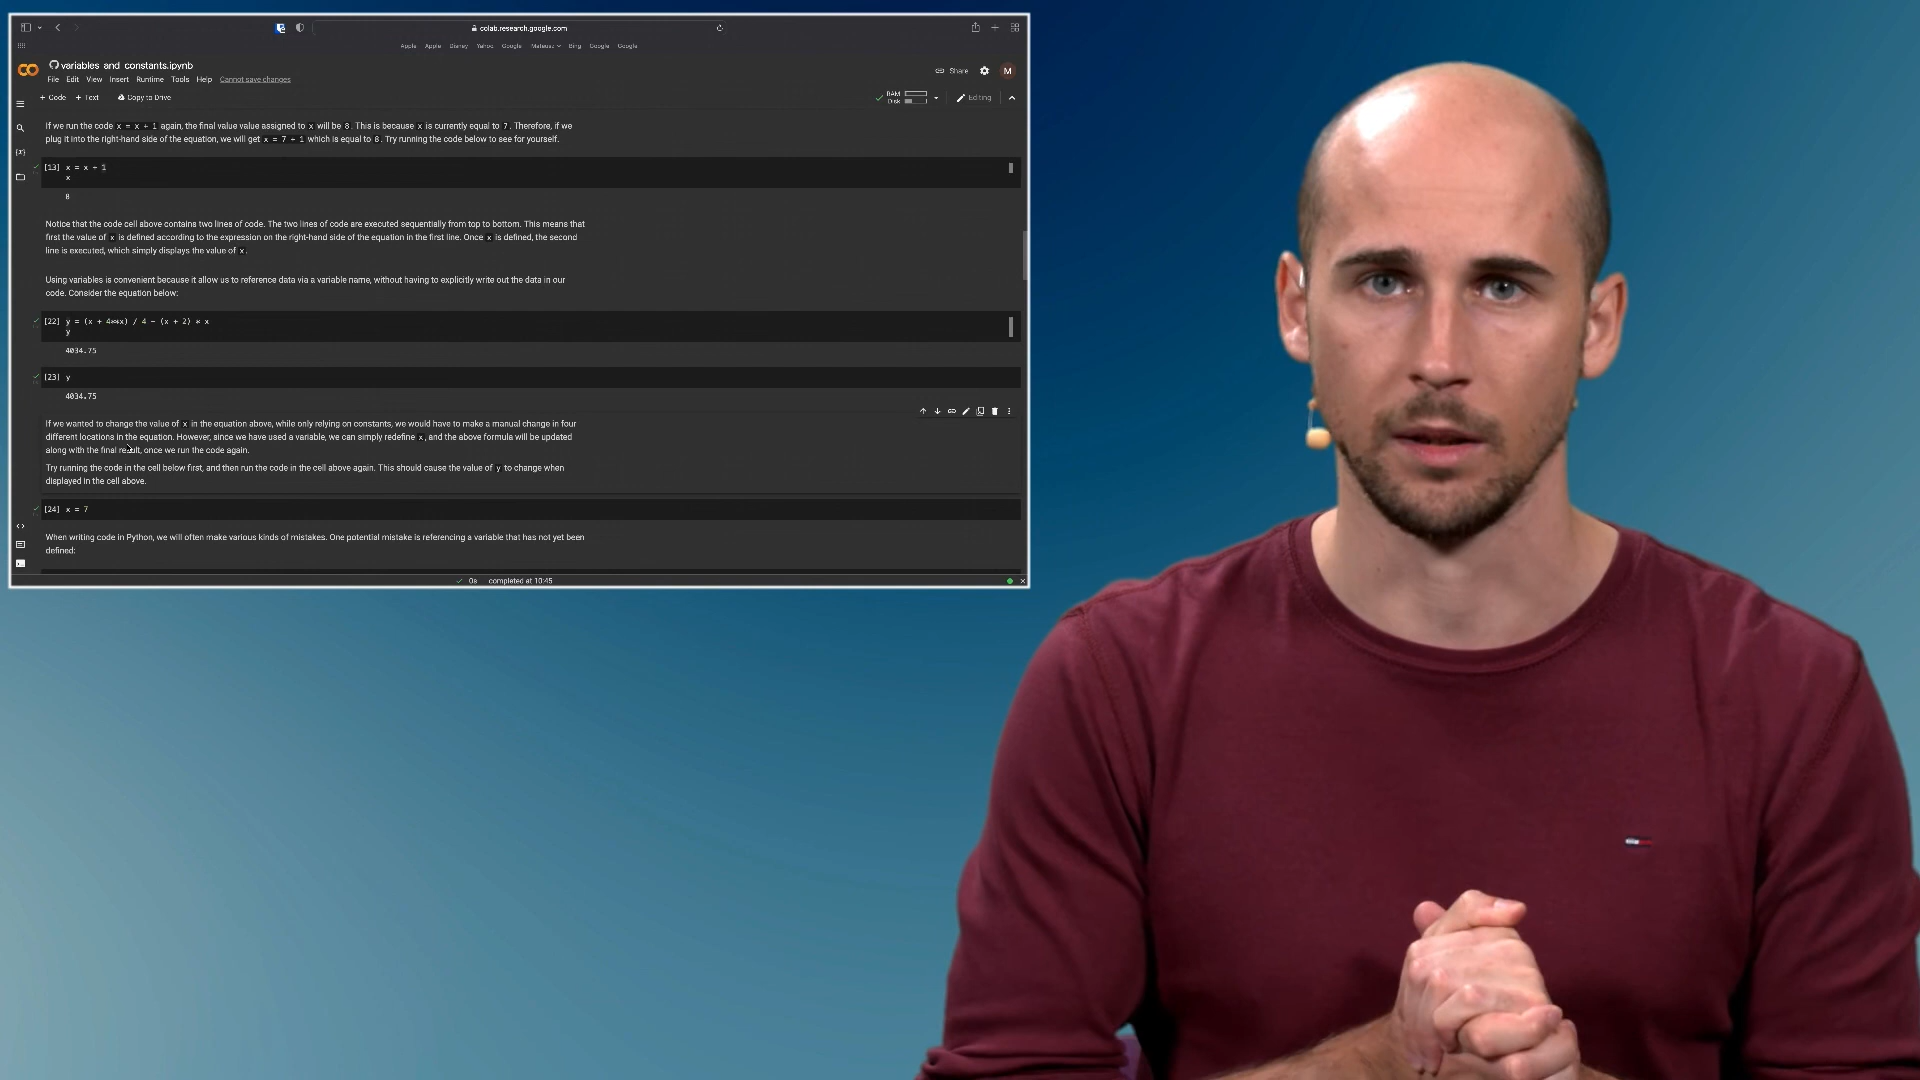 colab.research.google.com
Apple Apple Disney Yahoo Google Mateusz Bing Google Google
variables and constants.ipynb
File Edit View Insert Runtime Tools Help Cannot save changes
Share
M
+ Code + Text Copy to Drive
RAM
Disk
Editing
If we run the code x = x + 1 again, the final value value assigned to x will be 8. This is because x is currently equal to 7. Therefore, if we
plug it into the right-hand side of the equation, we will get x = 7 + 1 which is equal to 8. Try running the code below to see for yourself.
[13] x = x + 1
x
8
Notice that the code cell above contains two lines of code. The two lines of code are executed sequentially from top to bottom. This means that
first the value of x is defined according to the expression on the right-hand side of the equation in the first line. Once x is defined, the second
line is executed, which simply displays the value of x.
Using variables is convenient because it allow us to reference data via a variable name, without having to explicitly write out the data in our
code. Consider the equation below:
[22] y = (x + 4**x) / 4 - (x + 2) * x
y
4034.75
[23] y
4034.75
If we wanted to change the value of x in the equation above, while only relying on constants, we would have to make a manual change in four
different locations in the equation. However, since we have used a variable, we can simply redefine x, and the above formula will be updated
along with the final result, once we run the code again.
Try running the code in the cell below first, and then run the code in the cell above again. This should cause the value of y to change when
displayed in the cell above.
[24] x = 7
When writing code in Python, we will often make various kinds of mistakes. One potential mistake is referencing a variable that has not yet been
defined:
0s completed at 10:45